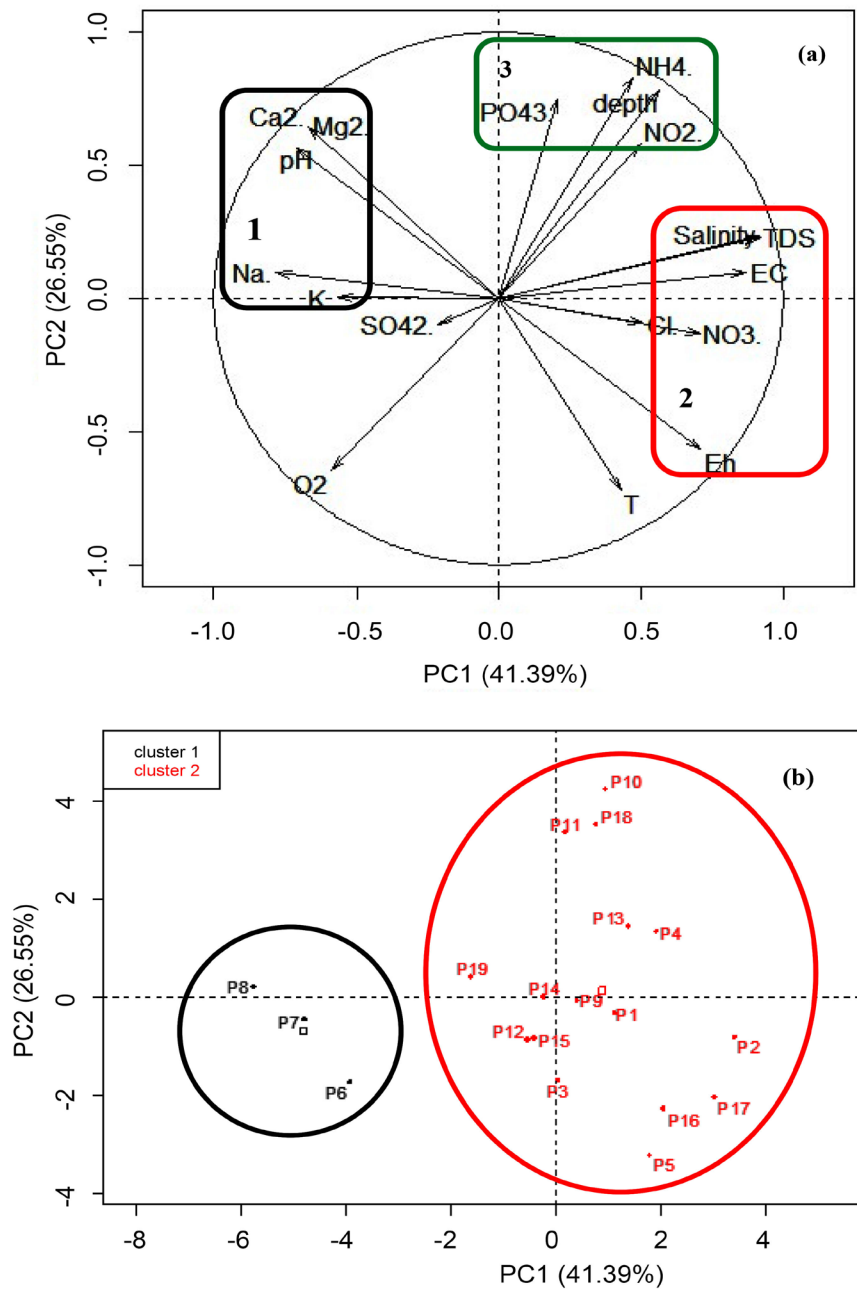 (a)
1.0
0.5
0.0
-0.5
-1.0
PC2 (26.55%)
3
NH4.
depth
PO43.
NO2.
Ca2.
Mg2.
pH
1
Na.
K.
SO42.
O2
Salinity
TDS
EC
Cl.
NO3.
2
Eh
T
-1.0
-0.5
0.0
0.5
1.0
PC1 (41.39%)
cluster 1
cluster 2
(b)
4
2
0
-2
-4
PC2 (26.55%)
P10
P11
P18
P13
P4
P19
P14
P9
P1
P8
P7
P6
P12
P15
P2
P3
P16
P17
P5
-8
-6
-4
-2
0
2
4
PC1 (41.39%)